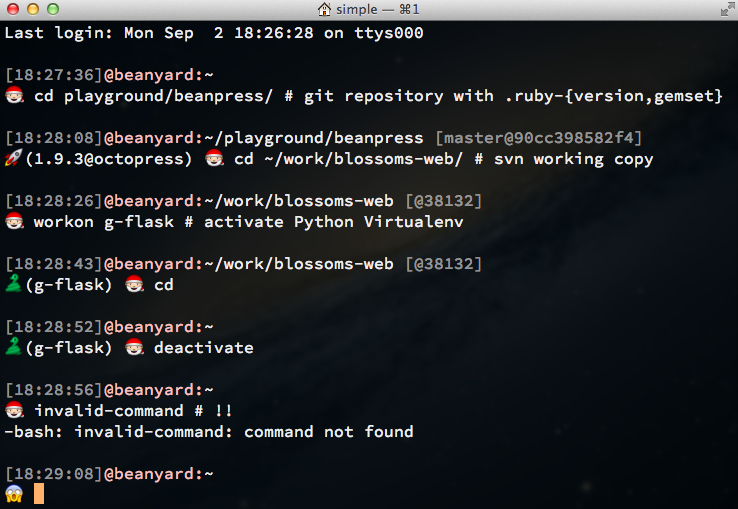 simple — ⌘1
Last login: Mon Sep  2 18:26:28 on ttys000
[18:27:36]@beanyard:~
🎅 cd playground/beanpress/ # git repository with .ruby-{version,gemset}
[18:28:08]@beanyard:~/playground/beanpress [master@90cc398582f4]
🚀(1.9.3@octopress) 🎅 cd ~/work/blossoms-web/ # svn working copy
[18:28:26]@beanyard:~/work/blossoms-web [@38132]
🎅 workon g-flask # activate Python Virtualenv
[18:28:43]@beanyard:~/work/blossoms-web [@38132]
🐍(g-flask) 🎅 cd
[18:28:52]@beanyard:~
🐍(g-flask) 🎅 deactivate
[18:28:56]@beanyard:~
🎅 invalid-command # !!
-bash: invalid-command: command not found
[18:29:08]@beanyard:~
😱